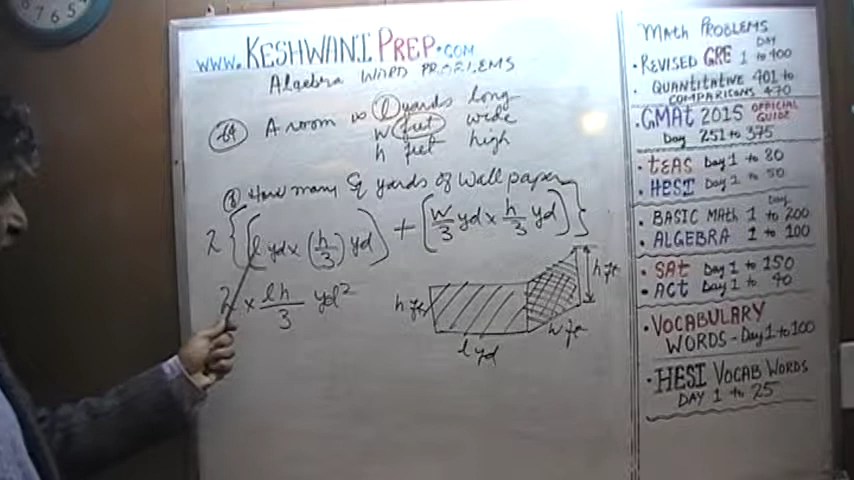 7 6 5
www.KESHWANIPREP.com
Algebra WORD PROBLEMS
A room is l yards long
w feet wide
h feet high
How many Sq yards of Wall paper
2 { [ l yd x (h/3) yd ] + [ w/3 yd x h/3 yd ] }
2 x lh/3 yd²
h ft
h ft
w ft
l yd
MATH PROBLEMS
DAY
• REVISED GRE 1 to 400
• QUANTITATIVE 401 to
COMPARISONS 470
GMAT 2015 OFFICIAL GUIDE
Day 251 to 375
• TEAS Day 1 to 80
• HESI Day 1 to 50
Day
• BASIC MATH 1 to 200
• ALGEBRA 1 to 100
• SAt Day 1 to 150
• ACt Day 1 to 40
• VOCABULARY
WORDS - Day 1 to 100
• HESI VOCAB WORDS
DAY 1 to 25